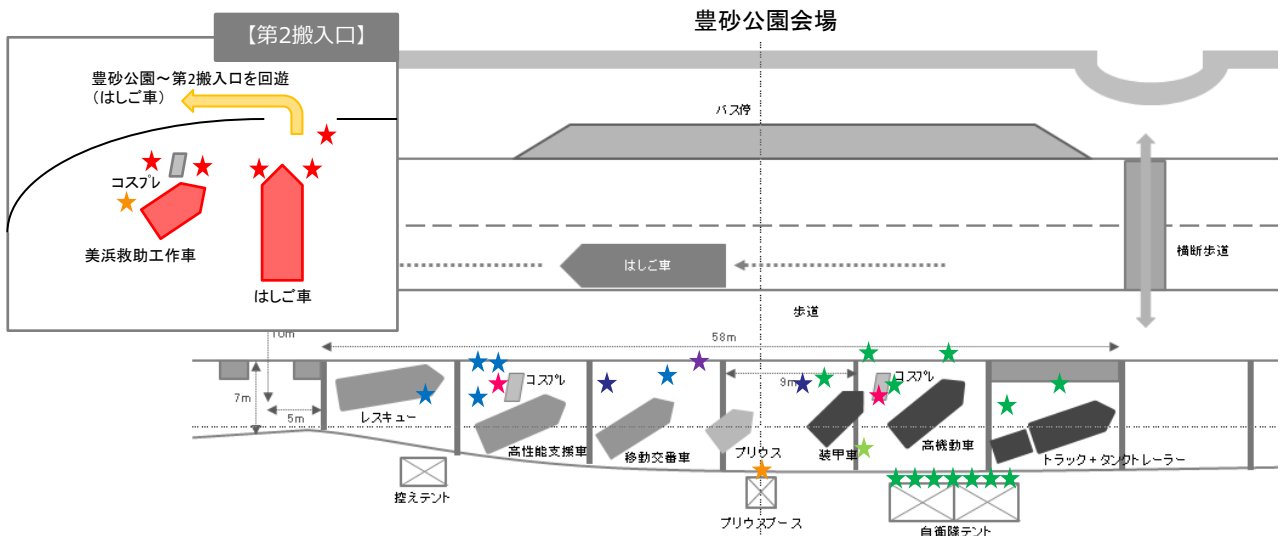 豊砂公園会場
【第2搬入口】
豊砂公園~第2搬入口を回遊
(はしご車)
コスプレ
美浜救助工作車
はしご車
バス停
はしご車
横断歩道
歩道
10m
58m
7m
5m
9m
コスプレ
コスプレ
レスキュー
高性能支援車
移動交番車
プリウス
装甲車
高機動車
トラック+タンクトレーラー
控えテント
プリウスブース
自衛隊テント